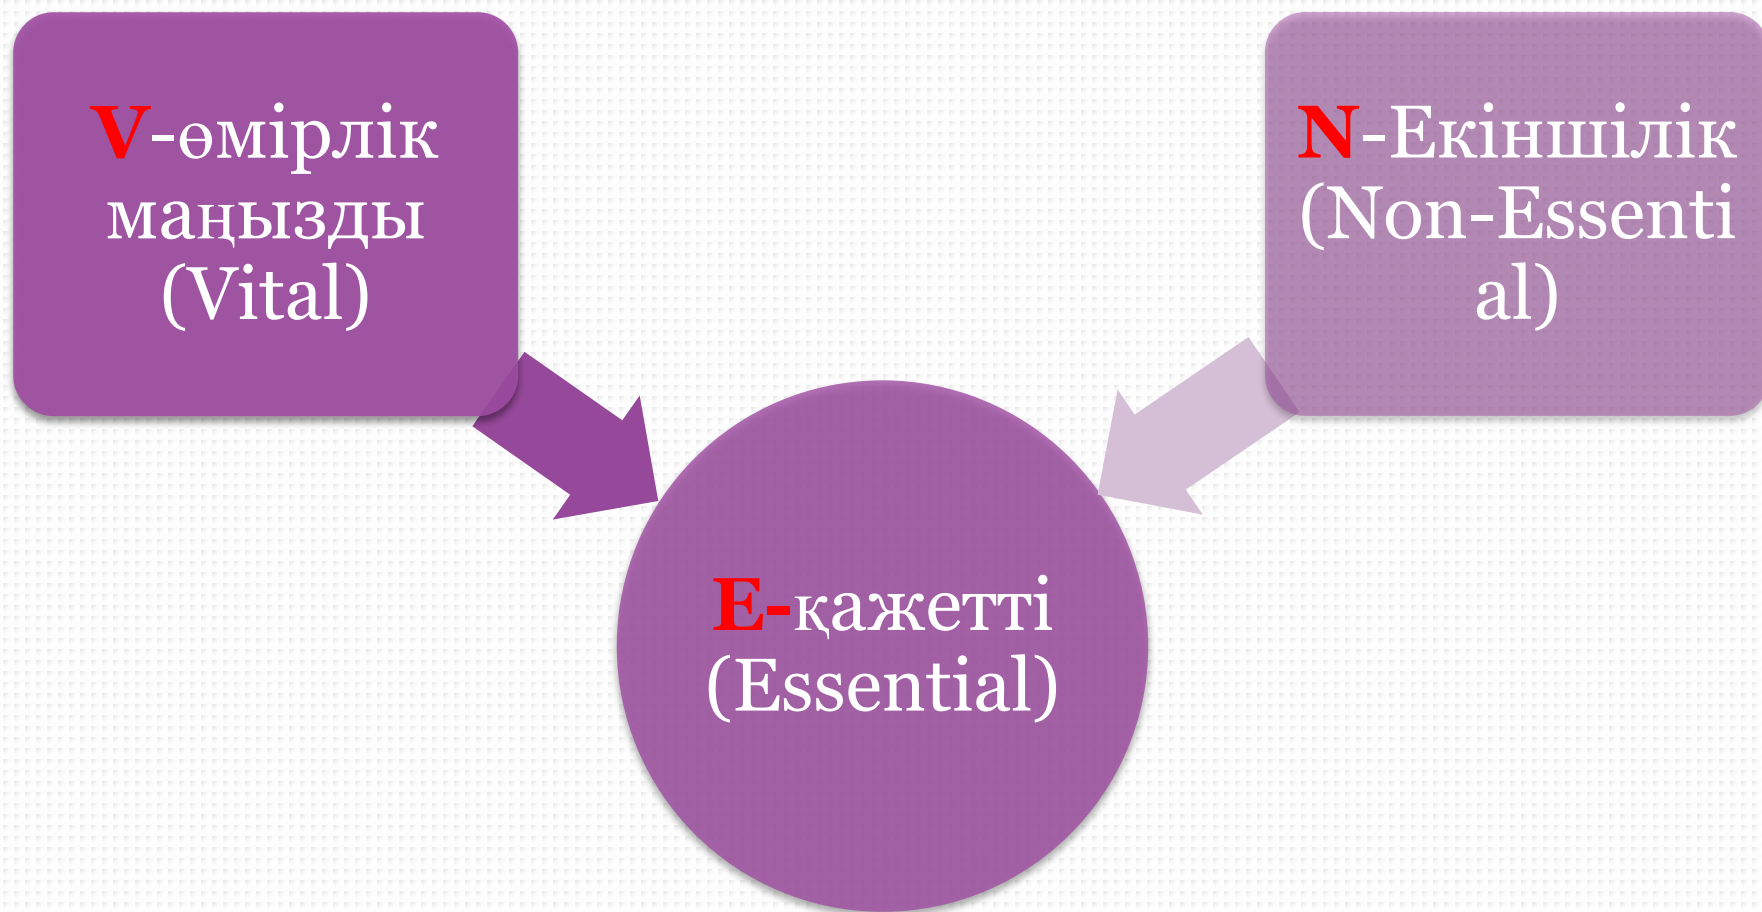 V-өмірлік
маңызды
(Vital)
N-Екіншілік
(Non-Essenti
al)
E-қажетті
(Essential)